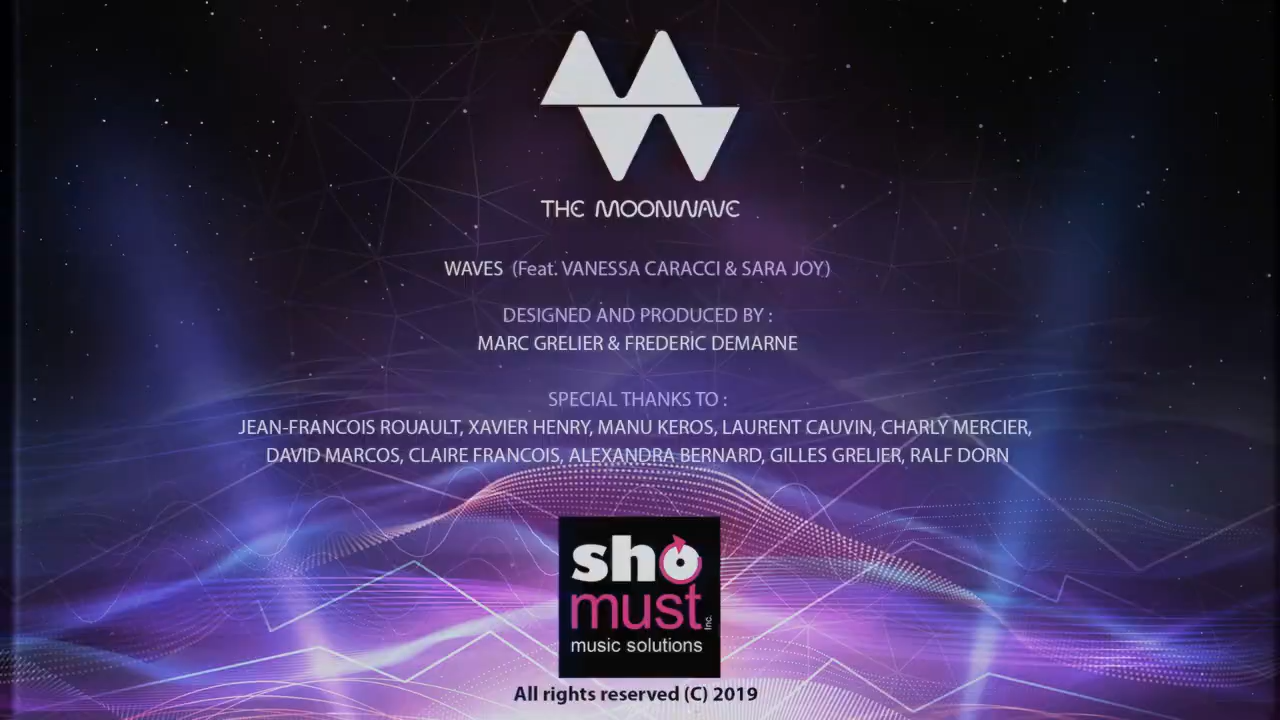 THE MOONWAVE
WAVES (Feat. VANESSA CARACCI & SARA JOY)
DESIGNED AND PRODUCED BY :
MARC GRELIER & FREDERIC DEMARNE
SPECIAL THANKS TO :
JEAN-FRANCOIS ROUAULT, XAVIER HENRY, MANU KEROS, LAURENT CAUVIN, CHARLY MERCIER,
DAVID MARCOS, CLAIRE FRANCOIS, ALEXANDRA BERNARD, GILLES GRELIER, RALF DORN
sho
must Inc.
music solutions
All rights reserved (C) 2019